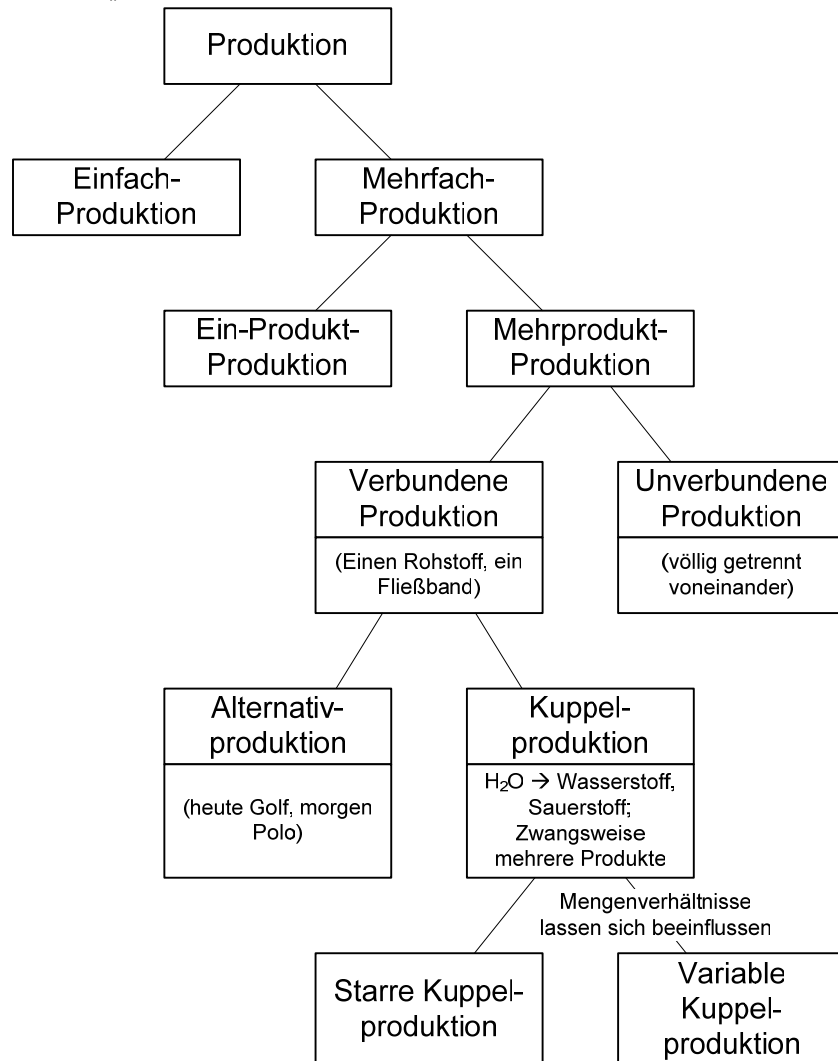 Produktion
Einfach-
Produktion
Mehrfach-
Produktion
Ein-Produkt-
Produktion
Mehrprodukt-
Produktion
Verbundene
Produktion
(Einen Rohstoff, ein
Fließband)
Unverbundene
Produktion
(völlig getrennt
voneinander)
Alternativ-
produktion
(heute Golf, morgen
Polo)
Kuppel-
produktion
H₂O → Wasserstoff,
Sauerstoff;
Zwangsweise
mehrere Produkte
Mengenverhältnisse
lassen sich beeinflussen
Starre Kuppel-
produktion
Variable
Kuppel-
produktion